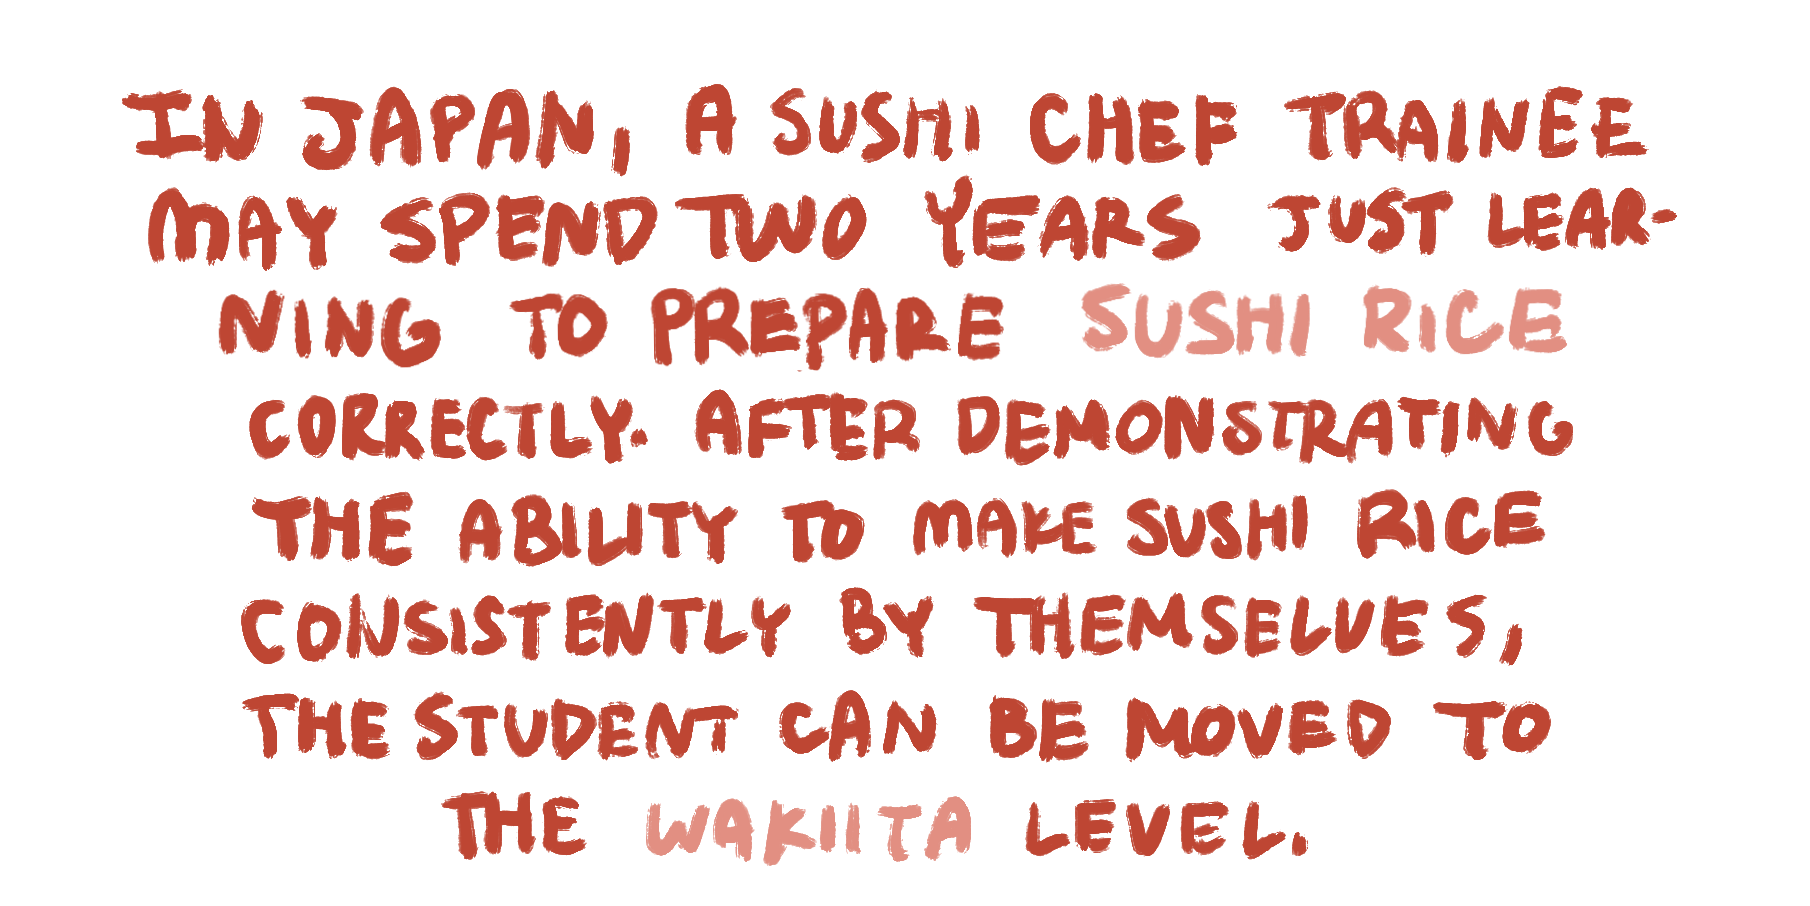 IN JAPAN, A SUSHI CHEF TRAINEE
MAY SPEND TWO YEARS JUST LEAR-
NING TO PREPARE SUSHI RICE
CORRECTLY. AFTER DEMONSTRATING
THE ABILITY TO MAKE SUSHI RICE
CONSISTENTLY BY THEMSELVES,
THE STUDENT CAN BE MOVED TO
THE WAKIITA LEVEL.